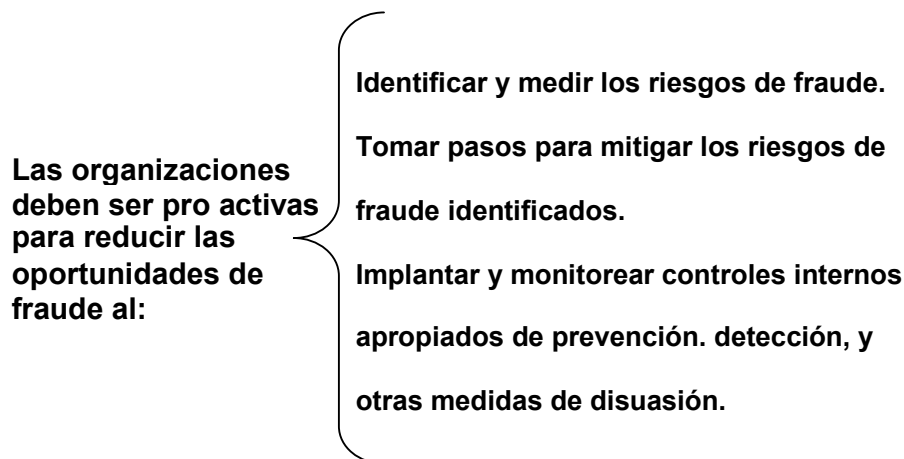 Las organizaciones
deben ser pro activas
para reducir las
oportunidades de
fraude al:
Identificar y medir los riesgos de fraude.
Tomar pasos para mitigar los riesgos de
fraude identificados.
Implantar y monitorear controles internos
apropiados de prevención. detección, y
otras medidas de disuasión.